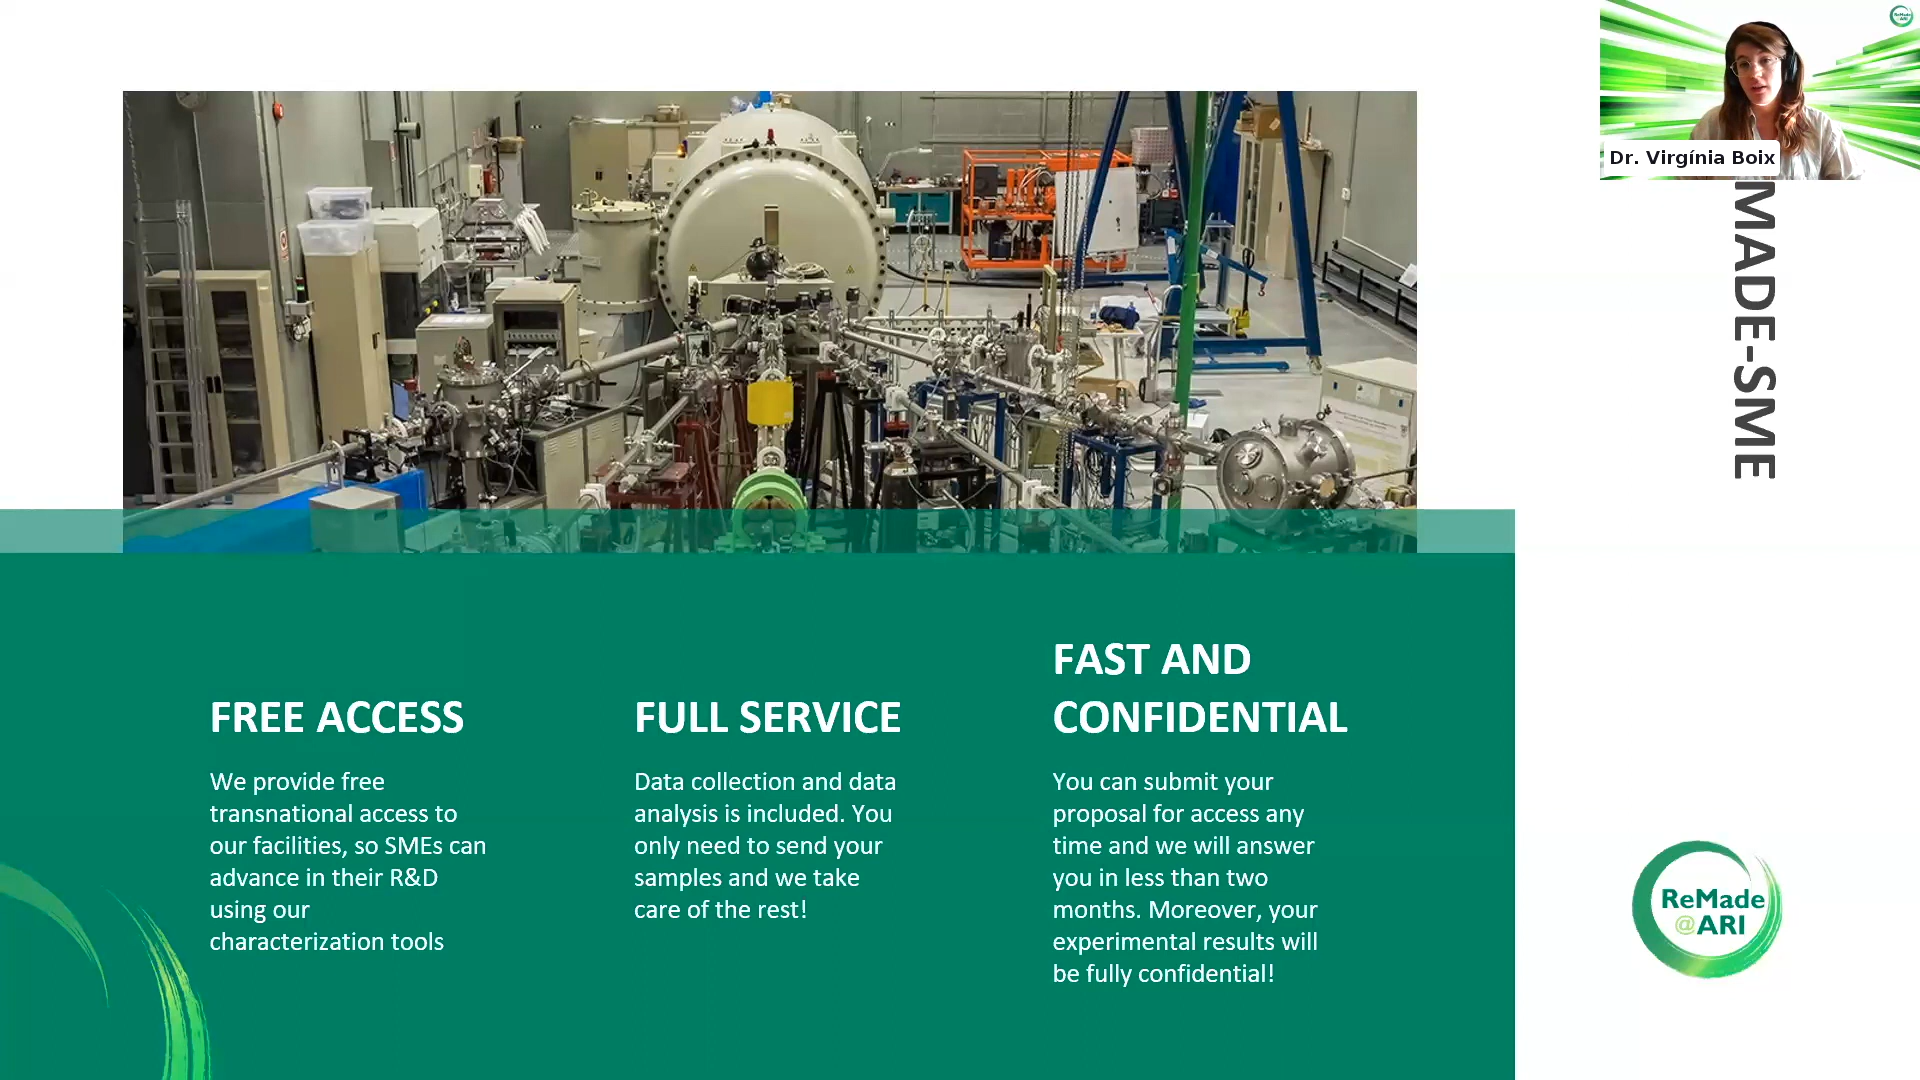 Dr. Virgínia Boix
MADE-SME
FREE ACCESS
We provide free
transnational access to
our facilities, so SMEs can
advance in their R&D
using our
characterization tools
FULL SERVICE
Data collection and data
analysis is included. You
only need to send your
samples and we take
care of the rest!
FAST AND
CONFIDENTIAL
You can submit your
proposal for access any
time and we will answer
you in less than two
months. Moreover, your
experimental results will
be fully confidential!
ReMade
@ARI
ReMade
@ARI